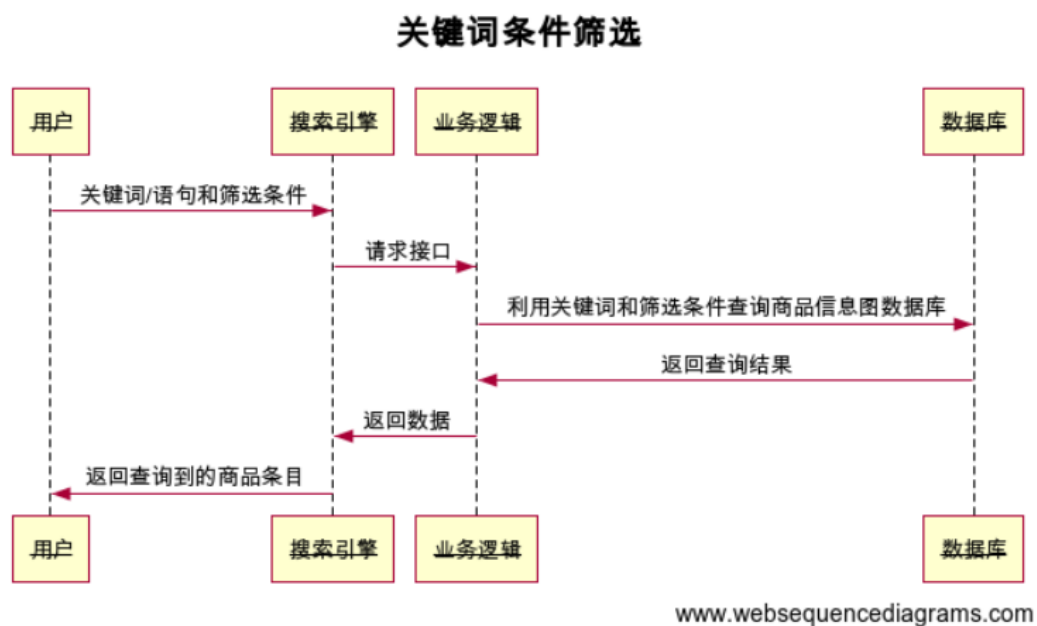 关键词条件筛选
用户
搜索引擎
业务逻辑
数据库
关键词/语句和筛选条件
请求接口
利用关键词和筛选条件查询商品信息图数据库
返回查询结果
返回数据
返回查询到的商品条目
用户
搜索引擎
业务逻辑
数据库
www.websequencediagrams.com